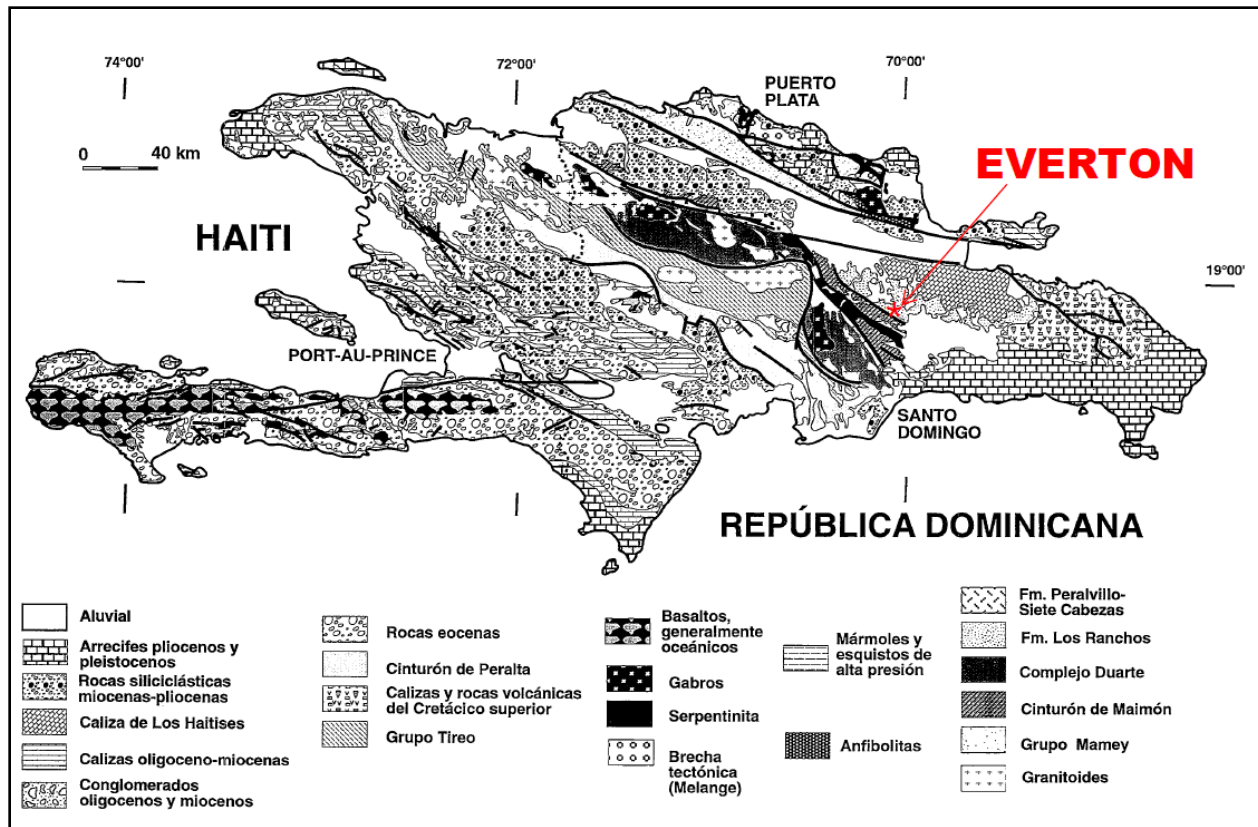 74°00'
72°00'
70°00'
PUERTO
PLATA
0 40 km
EVERTON
HAITI
19°00'
PORT-AU-PRINCE
SANTO
DOMINGO
REPÚBLICA DOMINICANA
Aluvial
Arrecifes pliocenos y
pleistocenos
Rocas siliciclásticas
miocenas-pliocenas
Caliza de Los Haitises
Calizas oligoceno-miocenas
Conglomerados
oligocenos y miocenos
Rocas eocenas
Cinturón de Peralta
Calizas y rocas volcánicas
del Cretácico superior
Grupo Tireo
Basaltos,
generalmente
oceánicos
Gabros
Serpentinita
Brecha
tectónica
(Melange)
Mármoles y
esquistos de
alta presión
Anfibolitas
Fm. Peralvillo-
Siete Cabezas
Fm. Los Ranchos
Complejo Duarte
Cinturón de Maimón
Grupo Mamey
Granitoides